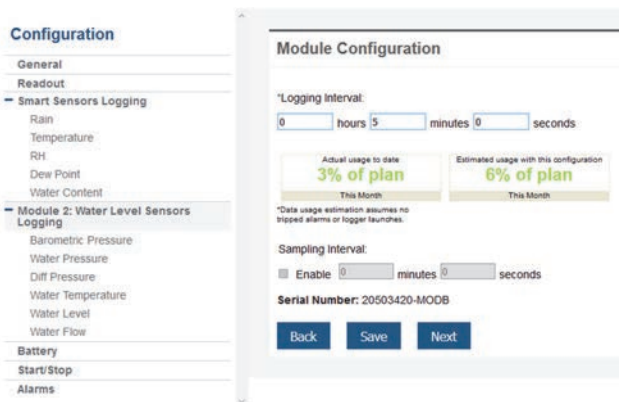 Configuration
General
Readout
Smart Sensors Logging
Rain
Temperature
RH
Dew Point
Water Content
Module 2: Water Level Sensors
Logging
Barometric Pressure
Water Pressure
Diff Pressure
Water Temperature
Water Level
Water Flow
Battery
Start/Stop
Alarms
Module Configuration
*Logging Interval:
0 hours 5 minutes 0 seconds
Actual usage to date
3% of plan
This Month
Estimated usage with this configuration
6% of plan
This Month
*Data usage estimation assumes no
tripped alarms or logger launches.
Sampling Interval:
Enable 0 minutes 0 seconds
Serial Number: 20503420-MODB
Back Save Next